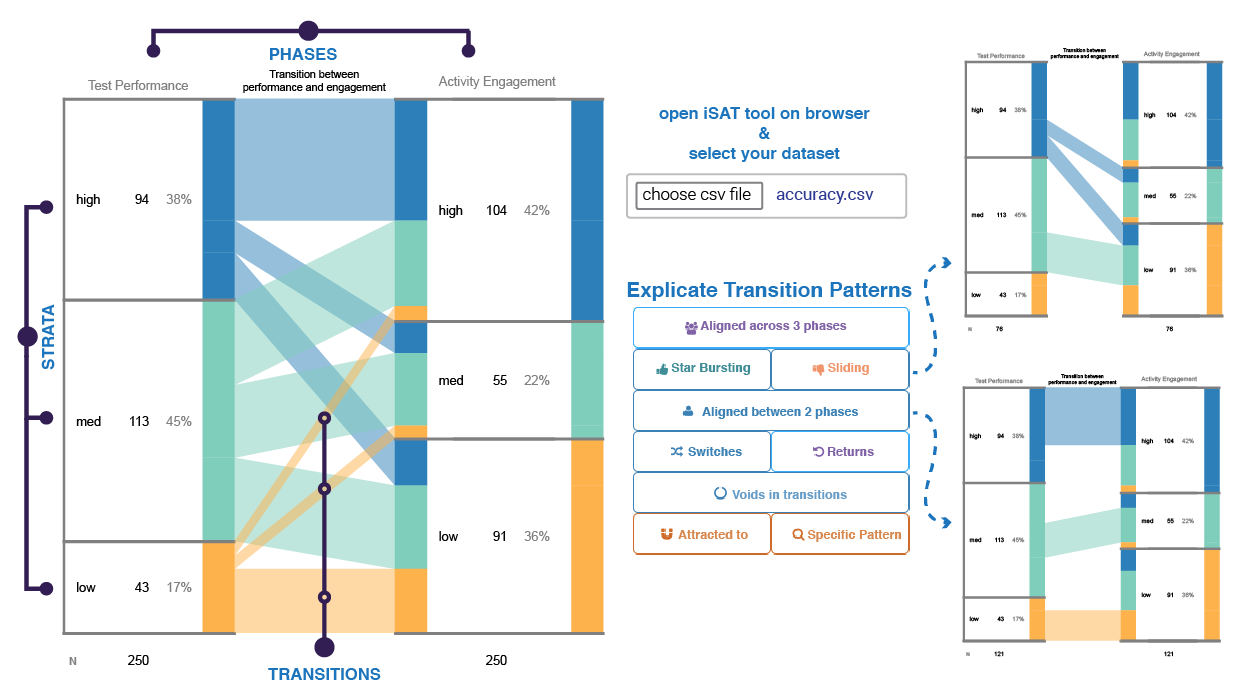 PHASES
Test Performance
Transition between
performance and engagement
Activity Engagement
high 94 38%
high 104 42%
med 113 45%
med 55 22%
low 91 36%
low 43 17%
N 250 250
STRATA
TRANSITIONS
open iSAT tool on browser
&
select your dataset
choose csv file accuracy.csv
Explicate Transition Patterns
Aligned across 3 phases
Star Bursting Sliding
Aligned between 2 phases
Switches Returns
Voids in transitions
Attracted to Specific Pattern
Test Performance
Transition between
performance and engagement
Activity Engagement
high 94 38%
high 104 42%
med 55 22%
med 113 45%
low 91 36%
low 43 17%
N 76 76
Test Performance
Transition between
performance and engagement
Activity Engagement
high 94 38%
high 104 42%
med 55 22%
med 113 45%
low 91 36%
low 43 17%
N 121 121